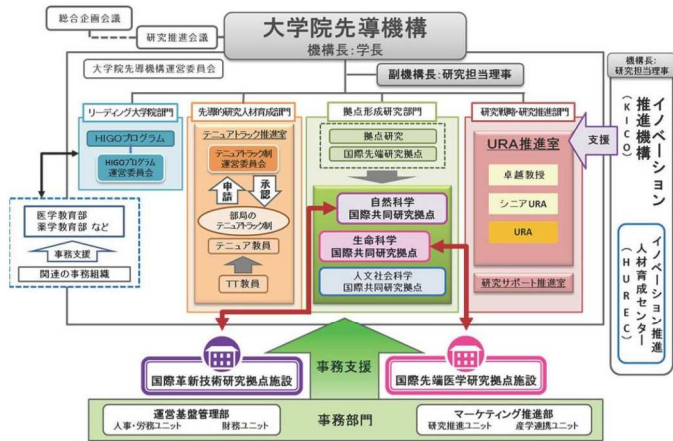 総合企画会議
研究推進会議
大学院先導機構
機構長:学長
大学院先導機構運営委員会
副機構長:研究担当理事
機構長:
研究担当理事
イノベーション
推進機構
(KICO)
リーディング大学院部門
先導的研究人材育成部門
拠点形成研究部門
研究戦略・研究推進部門
支援
HIGOプログラム
HIGOプログラム
運営委員会
テニュアトラック推進室
テニュアトラック制
運営委員会
申請
承認
部局の
テニュアトラック制
テニュア教員
TT教員
拠点研究
国際先端研究拠点
自然科学
国際共同研究拠点
生命科学
国際共同研究拠点
人文社会科学
国際共同研究拠点
URA推進室
卓越教授
シニアURA
URA
研究サポート推進室
イノベーション推進
人材育成センター
(HUREC)
医学教育部
薬学教育部 など
事務支援
関連の事務組織
国際革新技術研究拠点施設
事務支援
国際先端医学研究拠点施設
運営基盤管理部
人事・労務ユニット 財務ユニット
事務部門
マーケティング推進部
研究推進ユニット 産学連携ユニット